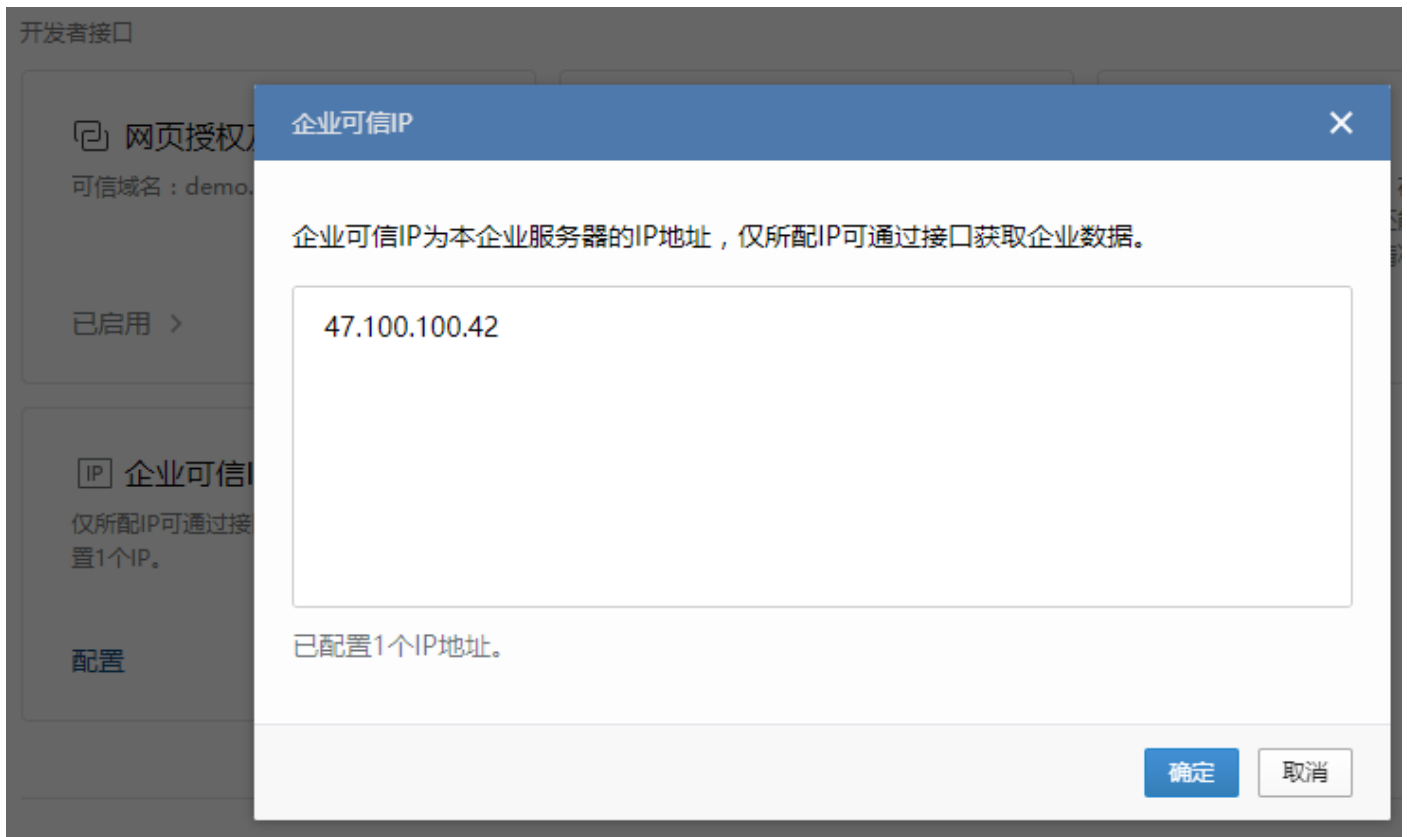 开发者接口
网页授权及
可信域名：demo.
已启用
企业可信IP
仅所配IP可通过接
置1个IP。
配置
企业可信IP
企业可信IP为本企业服务器的IP地址，仅所配IP可通过接口获取企业数据。
47.100.100.42
已配置1个IP地址。
确定
取消